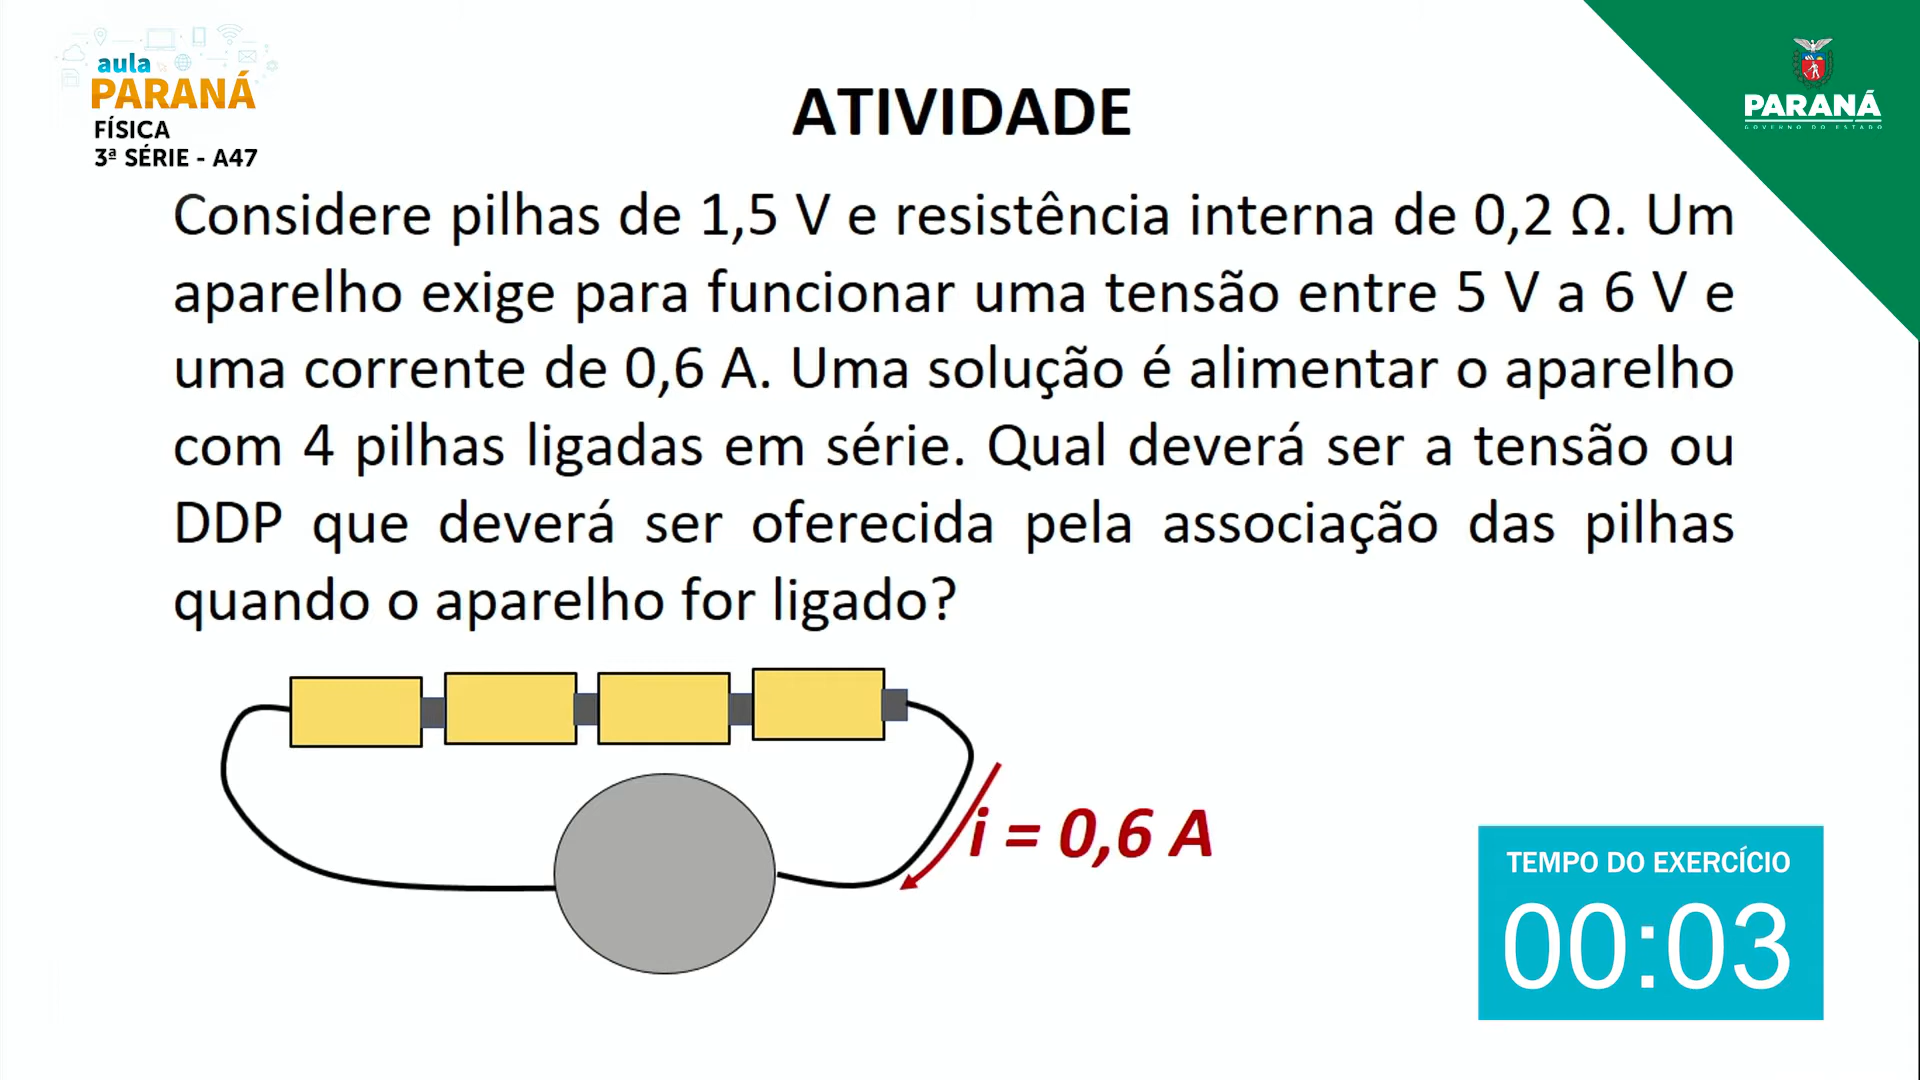 aula
PARANÁ
FÍSICA
3ª SÉRIE - A47
PARANÁ
GOVERNO DO ESTADO
ATIVIDADE
Considere pilhas de 1,5 V e resistência interna de 0,2 Ω. Um
aparelho exige para funcionar uma tensão entre 5 V a 6 V e
uma corrente de 0,6 A. Uma solução é alimentar o aparelho
com 4 pilhas ligadas em série. Qual deverá ser a tensão ou
DDP que deverá ser oferecida pela associação das pilhas
quando o aparelho for ligado?
i = 0,6 A
TEMPO DO EXERCÍCIO
00:03